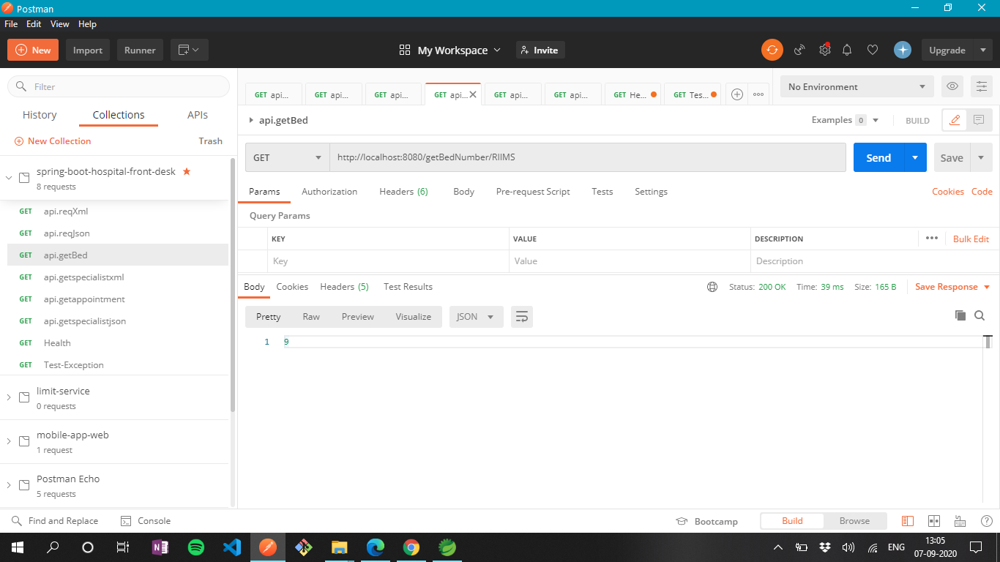 Postman
File Edit View Help
New Import Runner My Workspace Invite Upgrade
Filter
History Collections APIs
New Collection Trash
spring-boot-hospital-front-desk
8 requests
GET api.reqXml
GET api.reqJson
GET api.getBed
GET api.getspecialistxml
GET api.getappointment
GET api.getspecialistjson
GET Health
GET Test-Exception
limit-service
0 requests
mobile-app-web
1 request
Postman Echo
5 requests
GET api... GET api... GET api... GET api... GET api... GET api... GET He... GET Tes... No Environment
api.getBed Examples 0 BUILD
GET http://localhost:8080/getBedNumber/RIIMS Send Save
Params Authorization Headers (6) Body Pre-request Script Tests Settings Cookies Code
Query Params
KEY VALUE DESCRIPTION Bulk Edit
Key Value Description
Body Cookies Headers (5) Test Results Status: 200 OK Time: 39 ms Size: 165 B Save Response
Pretty Raw Preview Visualize JSON
1 9
Find and Replace Console Bootcamp Build Browse
ENG 13:05
07-09-2020